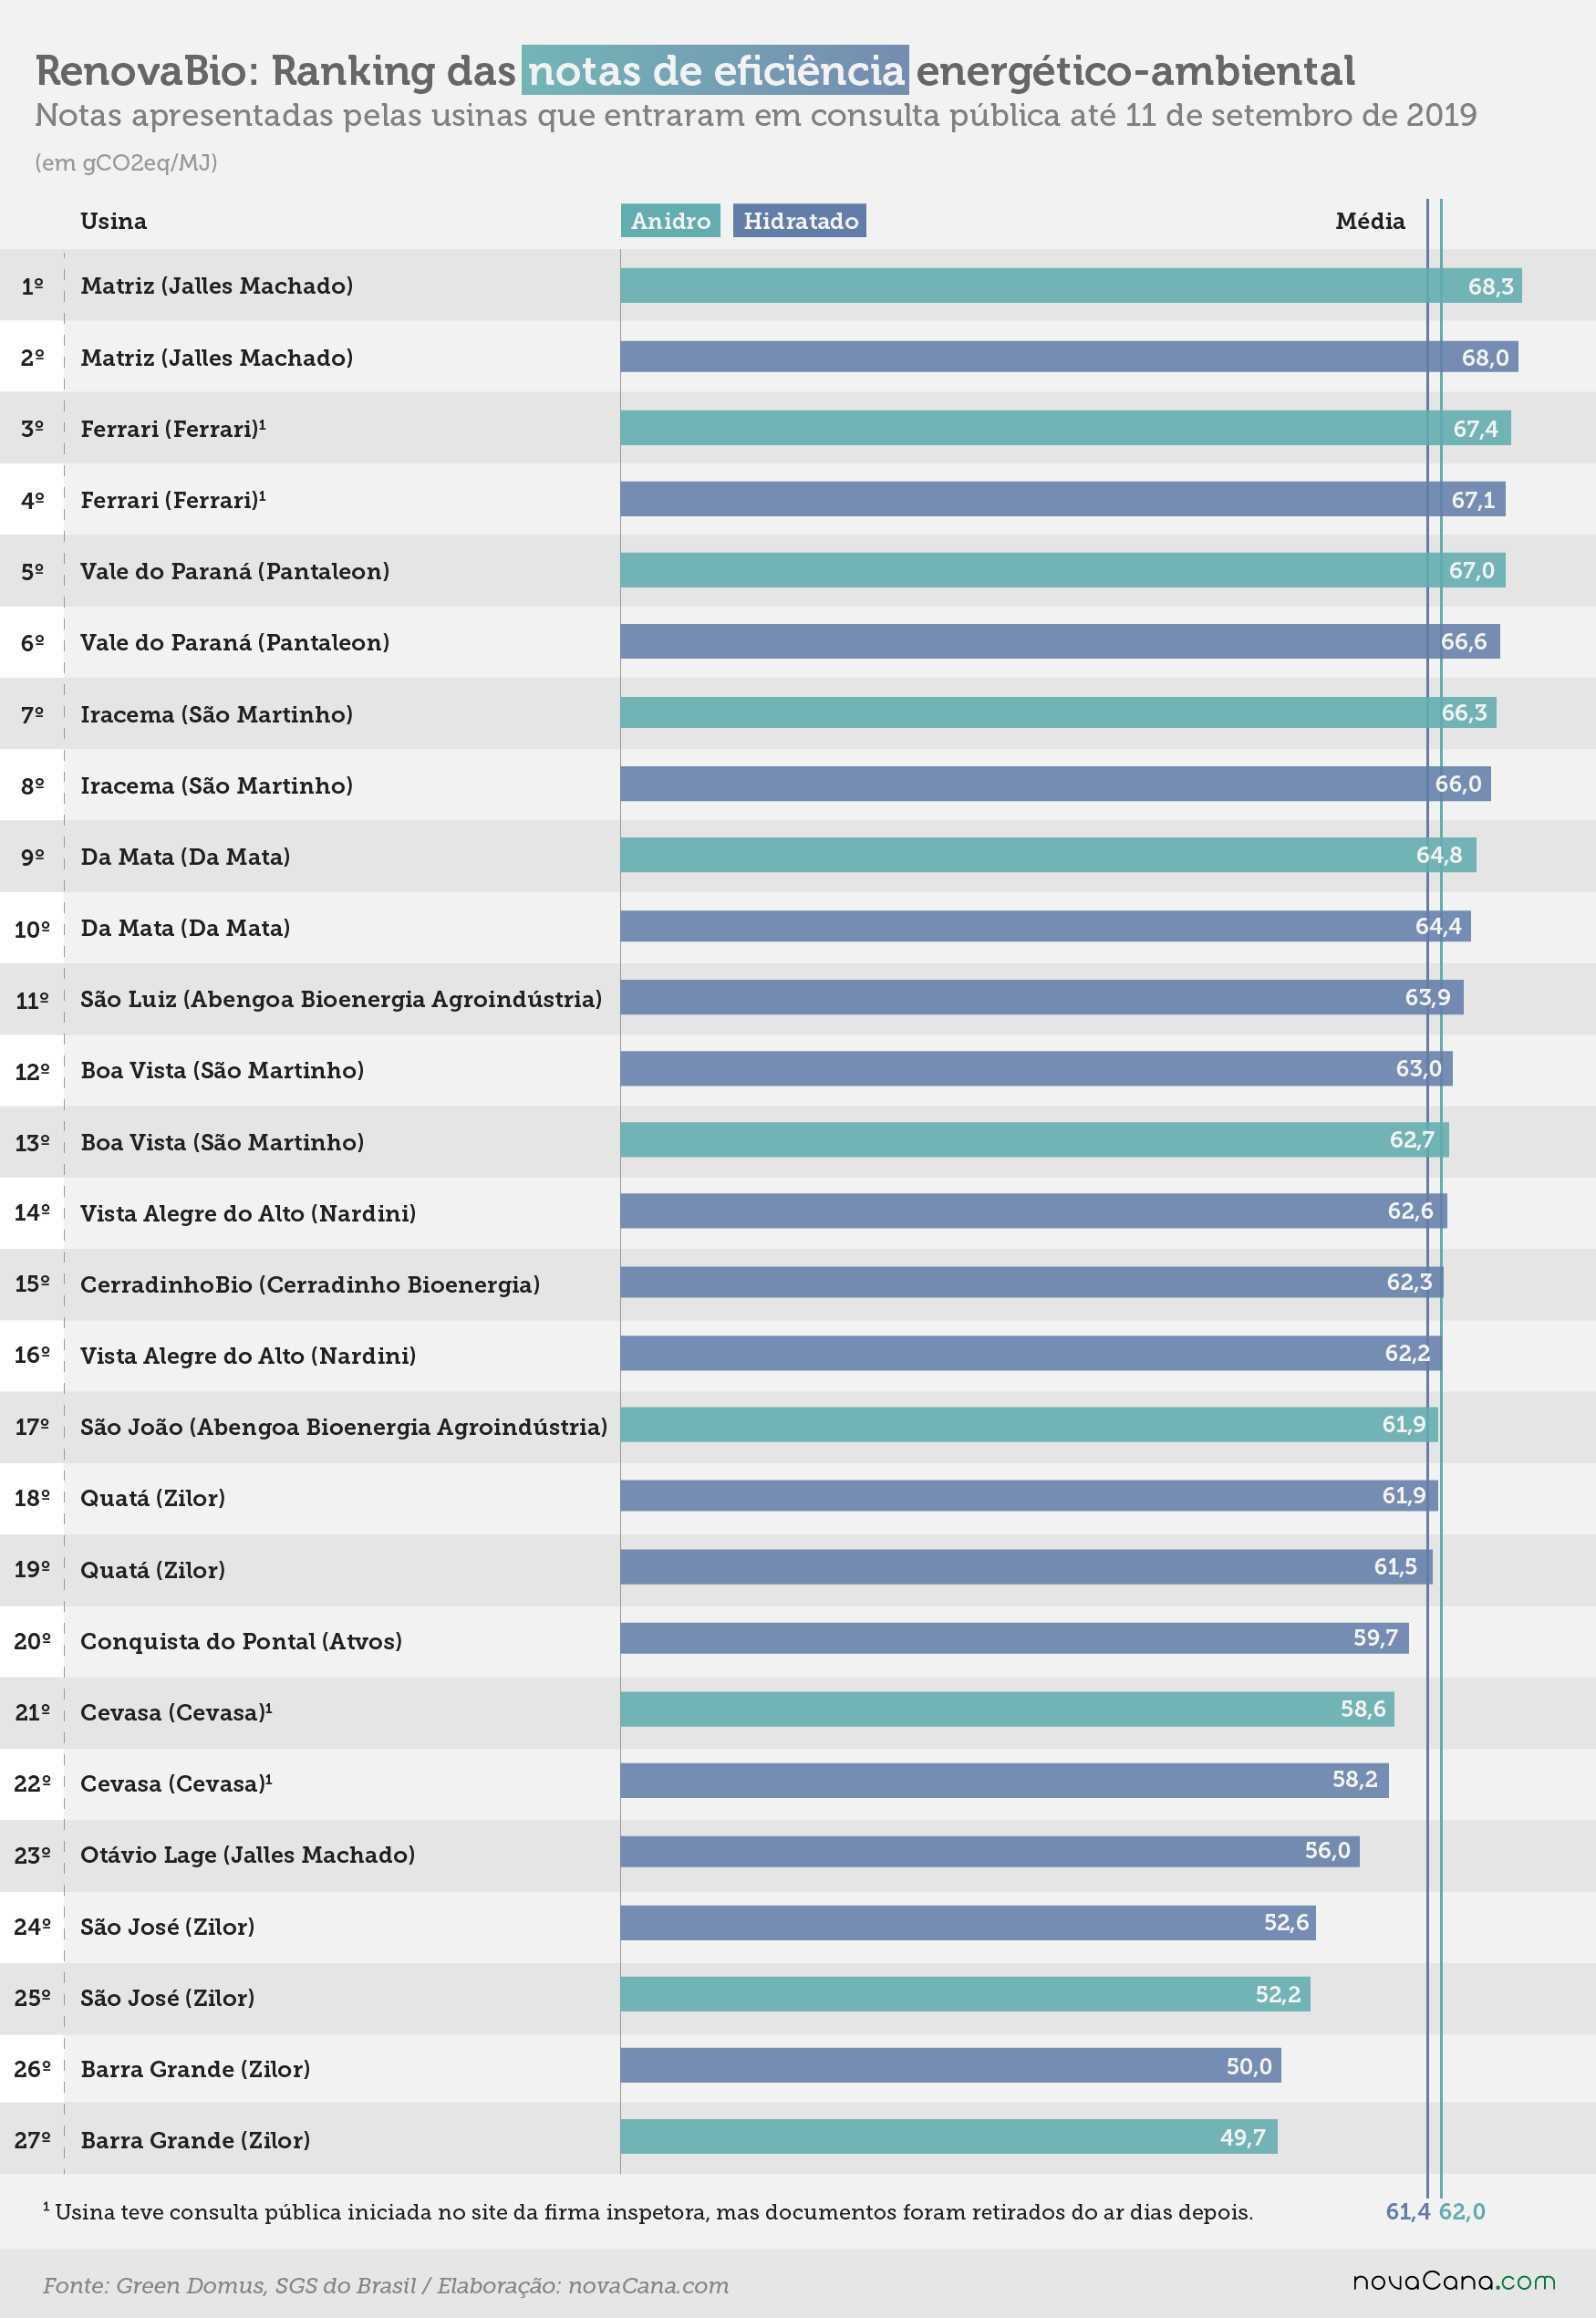 RenovaBio: Ranking das notas de eficiência energético-ambiental
Notas apresentadas pelas usinas que entraram em consulta pública até 11 de setembro de 2019
(em gCO2eq/MJ)
Usina Anidro Hidratado Média
1º Matriz (Jalles Machado) 68,3
2º Matriz (Jalles Machado) 68,0
3º Ferrari (Ferrari)¹ 67,4
4º Ferrari (Ferrari)¹ 67,1
5º Vale do Paraná (Pantaleon) 67,0
6º Vale do Paraná (Pantaleon) 66,6
7º Iracema (São Martinho) 66,3
8º Iracema (São Martinho) 66,0
9º Da Mata (Da Mata) 64,8
10º Da Mata (Da Mata) 64,4
11º São Luiz (Abengoa Bioenergia Agroindústria) 63,9
12º Boa Vista (São Martinho) 63,0
13º Boa Vista (São Martinho) 62,7
14º Vista Alegre do Alto (Nardini) 62,6
15º CerradinhoBio (Cerradinho Bioenergia) 62,3
16º Vista Alegre do Alto (Nardini) 62,2
17º São João (Abengoa Bioenergia Agroindústria) 61,9
18º Quatá (Zilor) 61,9
19º Quatá (Zilor) 61,5
20º Conquista do Pontal (Atvos) 59,7
21º Cevasa (Cevasa)¹ 58,6
22º Cevasa (Cevasa)¹ 58,2
23º Otávio Lage (Jalles Machado) 56,0
24º São José (Zilor) 52,6
25º São José (Zilor) 52,2
26º Barra Grande (Zilor) 50,0
27º Barra Grande (Zilor) 49,7
¹ Usina teve consulta pública iniciada no site da firma inspetora, mas documentos foram retirados do ar dias depois. 61,4 62,0
Fonte: Green Domus, SGS do Brasil / Elaboração: novaCana.com novaCana.com